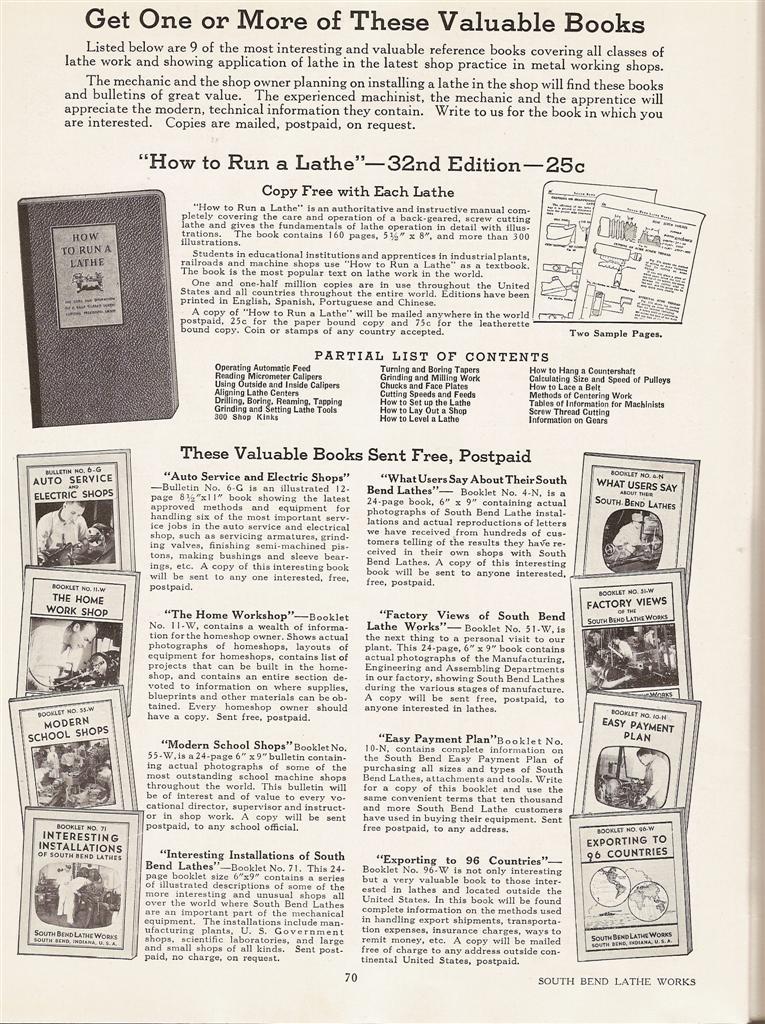 Get One or More of These Valuable Books
Listed below are 9 of the most interesting and valuable reference books covering all classes of
lathe work and showing application of lathe in the latest shop practice in metal working shops.
The mechanic and the shop owner planning on installing a lathe in the shop will find these books
and bulletins of great value. The experienced machinist, the mechanic and the apprentice will
appreciate the modern, technical information they contain. Write to us for the book in which you
are interested. Copies are mailed, postpaid, on request.
"How to Run a Lathe"—32nd Edition—25c
HOW
TO RUN A
LATHE
Copy Free with Each Lathe
"How to Run a Lathe" is an authoritative and instructive manual com-
pletely covering the care and operation of a back-geared, screw cutting
lathe and gives the fundamentals of lathe operation in detail with illus-
trations. The book contains 160 pages, 5½" x 8", and more than 300
illustrations.
Students in educational institutions and apprentices in industrial plants,
railroads and machine shops use "How to Run a Lathe" as a textbook.
The book is the most popular text on lathe work in the world.
One and one-half million copies are in use throughout the United
States and all countries throughout the entire world. Editions have been
printed in English, Spanish, Portuguese and Chinese.
A copy of "How to Run a Lathe" will be mailed anywhere in the world
postpaid, 25c for the paper bound copy and 75c for the leatherette
bound copy. Coin or stamps of any country accepted.
Two Sample Pages.
PARTIAL LIST OF CONTENTS
Operating Automatic Feed
Reading Micrometer Calipers
Using Outside and Inside Calipers
Aligning Lathe Centers
Drilling, Boring, Reaming, Tapping
Grinding and Setting Lathe Tools
300 Shop Kinks
Turning and Boring Tapers
Grinding and Milling Work
Chucks and Face Plates
Cutting Speeds and Feeds
How to Set up the Lathe
How to Lay Out a Shop
How to Level a Lathe
How to Hang a Countershaft
Calculating Size and Speed of Pulleys
How to Lace a Belt
Methods of Centering Work
Tables of Information for Machinists
Screw Thread Cutting
Information on Gears
These Valuable Books Sent Free, Postpaid
BULLETIN NO. 6-G
AUTO SERVICE
AND
ELECTRIC SHOPS
"Auto Service and Electric Shops"
—Bulletin No. 6-G is an illustrated 12-
page 8½"x11" book showing the latest
approved methods and equipment for
handling six of the most important serv-
ice jobs in the auto service and electrical
shop, such as servicing armatures, grind-
ing valves, finishing semi-machined pis-
tons, making bushings and sleeve bear-
ings, etc. A copy of this interesting book
will be sent to any one interested, free,
postpaid.
BOOKLET NO. 11-W
THE HOME
WORK SHOP
"The Home Workshop"—Booklet
No. 11-W, contains a wealth of informa-
tion for the homeshop owner. Shows actual
photographs of homeshops, layouts of
equipment for homeshops, contains list of
projects that can be built in the home-
shop, and contains an entire section de-
voted to information on where supplies,
blueprints and other materials can be ob-
tained. Every homeshop owner should
have a copy. Sent free, postpaid.
BOOKLET NO. 55-W
MODERN
SCHOOL SHOPS
"Modern School Shops" Booklet No.
55-W, is a 24-page 6" x 9" bulletin contain-
ing actual photographs of some of the
most outstanding school machine shops
throughout the world. This bulletin will
be of interest and of value to every vo-
cational director, supervisor and instruct-
or in shop work. A copy will be sent
postpaid, to any school official.
BOOKLET NO. 71
INTERESTING
INSTALLATIONS
OF SOUTH BEND LATHES
SOUTH BEND LATHE WORKS
SOUTH BEND, INDIANA, U.S.A.
"Interesting Installations of South
Bend Lathes"—Booklet No. 71. This 24-
page booklet size 6"x9" contains a series
of illustrated descriptions of some of the
more interesting and unusual shops all
over the world where South Bend Lathes
are an important part of the mechanical
equipment. The installations include man-
ufacturing plants, U. S. Government
shops, scientific laboratories, and large
and small shops of all kinds. Sent post-
paid, no charge, on request.
"What Users Say About Their South
Bend Lathes"— Booklet No. 4-N, is a
24-page book, 6" x 9" containing actual
photographs of South Bend Lathe instal-
lations and actual reproductions of letters
we have received from hundreds of cus-
tomers telling of the results they have re-
ceived in their own shops with South
Bend Lathes. A copy of this interesting
book will be sent to anyone interested,
free, postpaid.
BOOKLET NO. 4-N
WHAT USERS SAY
ABOUT THEIR
SOUTH BEND LATHES
"Factory Views of South Bend
Lathe Works"— Booklet No. 51-W, is
the next thing to a personal visit to our
plant. This 24-page, 6" x 9" book contains
actual photographs of the Manufacturing,
Engineering and Assembling Departments
in our factory, showing South Bend Lathes
during the various stages of manufacture.
A copy will be sent free, postpaid, to
anyone interested in lathes.
BOOKLET NO. 51-W
FACTORY VIEWS
OF THE
SOUTH BEND LATHE WORKS
"Easy Payment Plan" Booklet No.
10-N, contains complete information on
the South Bend Easy Payment Plan of
purchasing all sizes and types of South
Bend Lathes, attachments and tools. Write
for a copy of this booklet and use the
same convenient terms that ten thousand
and more South Bend Lathe customers
have used in buying their equipment. Sent
free postpaid, to any address.
BOOKLET NO. 10-N
EASY PAYMENT
PLAN
"Exporting to 96 Countries"—
Booklet No. 96-W is not only interesting
but a very valuable book to those inter-
ested in lathes and located outside the
United States. In this book will be found
complete information on the methods used
in handling export shipments, transporta-
tion expenses, insurance charges, ways to
remit money, etc. A copy will be mailed
free of charge to any address outside con-
tinental United States, postpaid.
BOOKLET NO. 96-W
EXPORTING TO
96 COUNTRIES
SOUTH BEND LATHE WORKS
SOUTH BEND, INDIANA, U.S.A.
70
SOUTH BEND LATHE WORKS